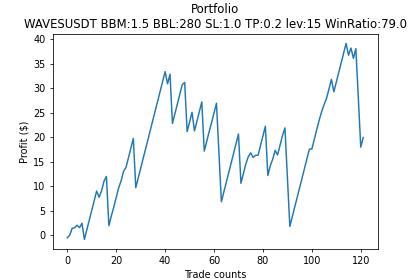 Portfolio
WAVESUSDT BBM:1.5 BBL:280 SL:1.0 TP:0.2 lev:15 WinRatio:79.0
40
35
30
25
20
15
10
5
0
Profit ($)
0 20 40 60 80 100 120
Trade counts